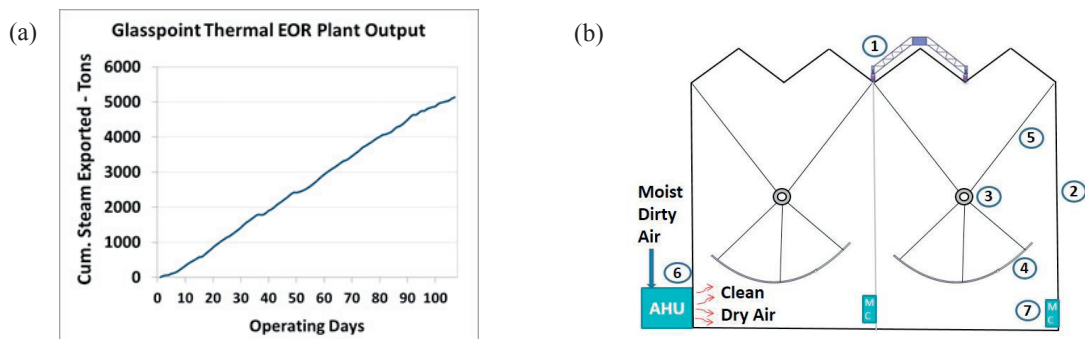 (a)
Glasspoint Thermal EOR Plant Output
Cum. Steam Exported - Tons
6000
5000
4000
3000
2000
1000
0
0 10 20 30 40 50 60 70 80 90 100
Operating Days
(b)
1
5
2
3
4
Moist
Dirty
Air
6
AHU
Clean
Dry Air
M
C
7
M
C